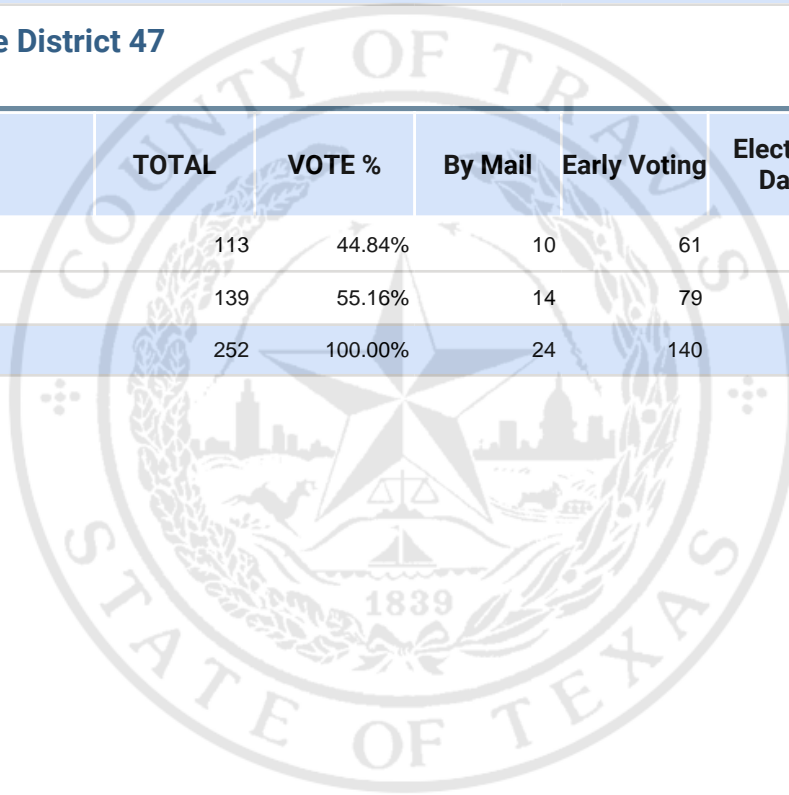 e District 47
TOTAL VOTE % By Mail Early Voting Elect
Da
113 44.84% 10 61
139 55.16% 14 79
252 100.00% 24 140
COUNTY OF TRAVIS
1839
STATE OF TEXAS